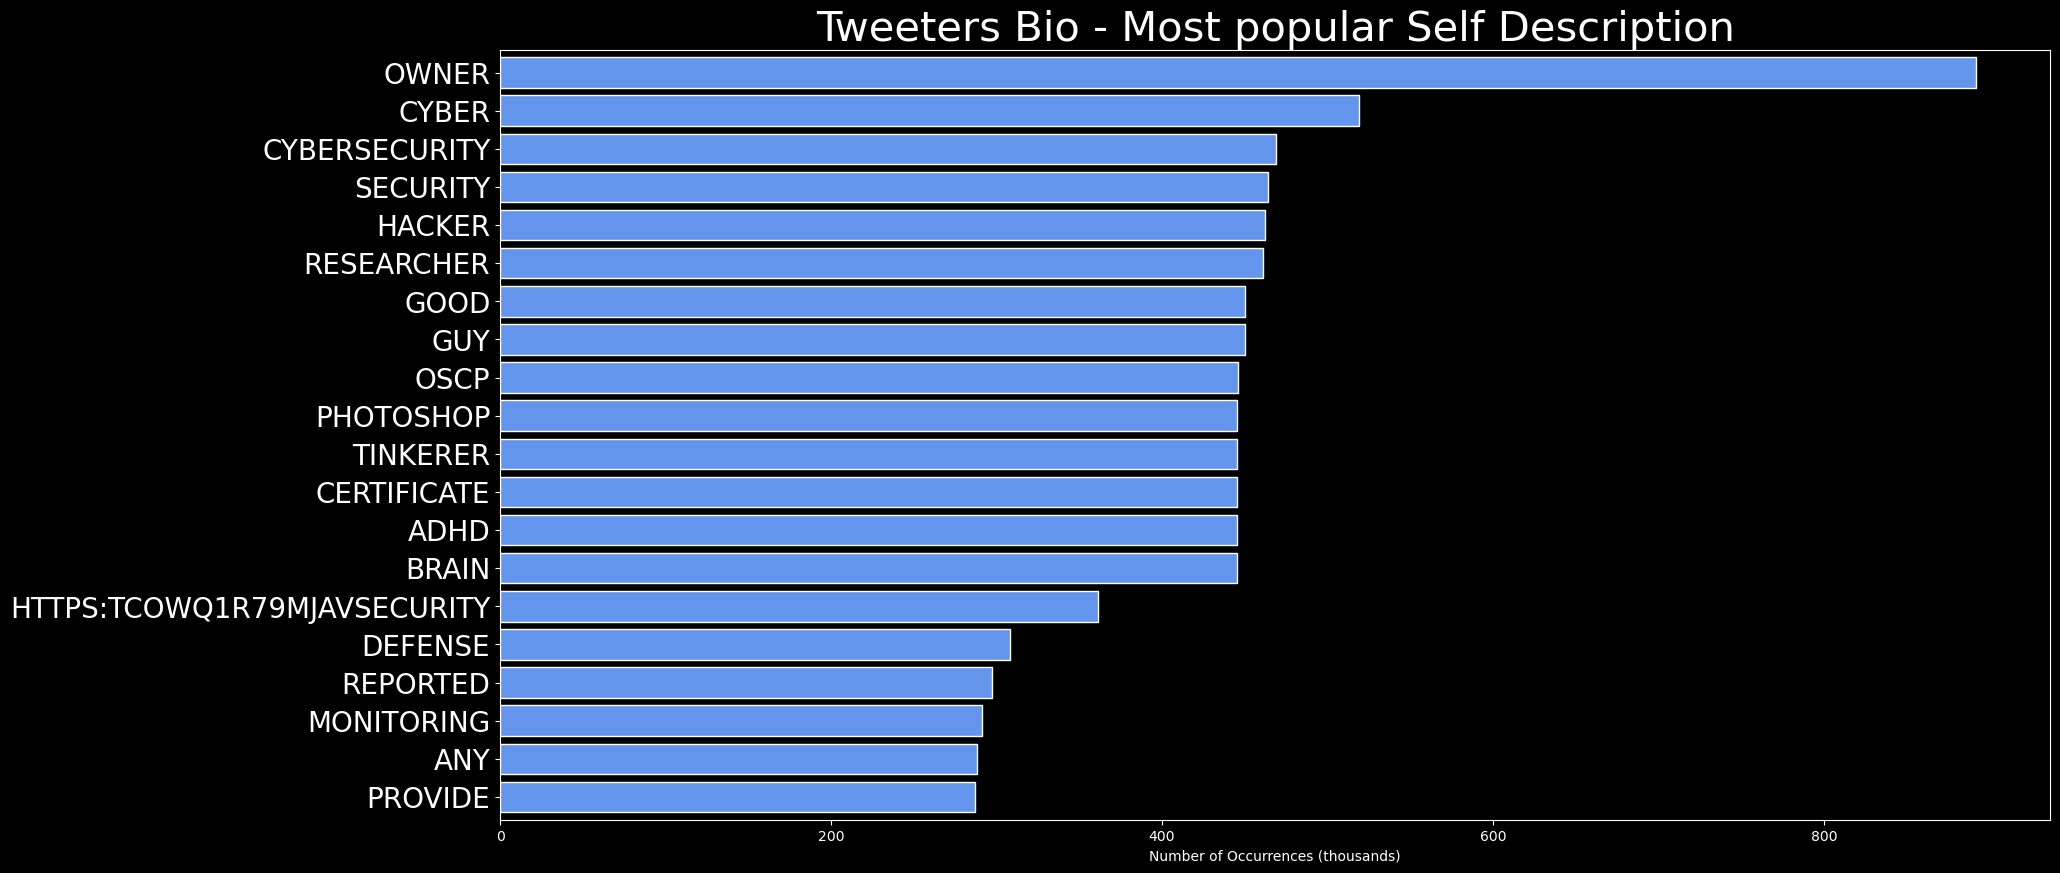 Tweeters Bio - Most popular Self Description
OWNER
CYBER
CYBERSECURITY
SECURITY
HACKER
RESEARCHER
GOOD
GUY
OSCP
PHOTOSHOP
TINKERER
CERTIFICATE
ADHD
BRAIN
HTTPS:TCOWQ1R79MJAVSECURITY
DEFENSE
REPORTED
MONITORING
ANY
PROVIDE
0 200 400 600 800
Number of Occurrences (thousands)